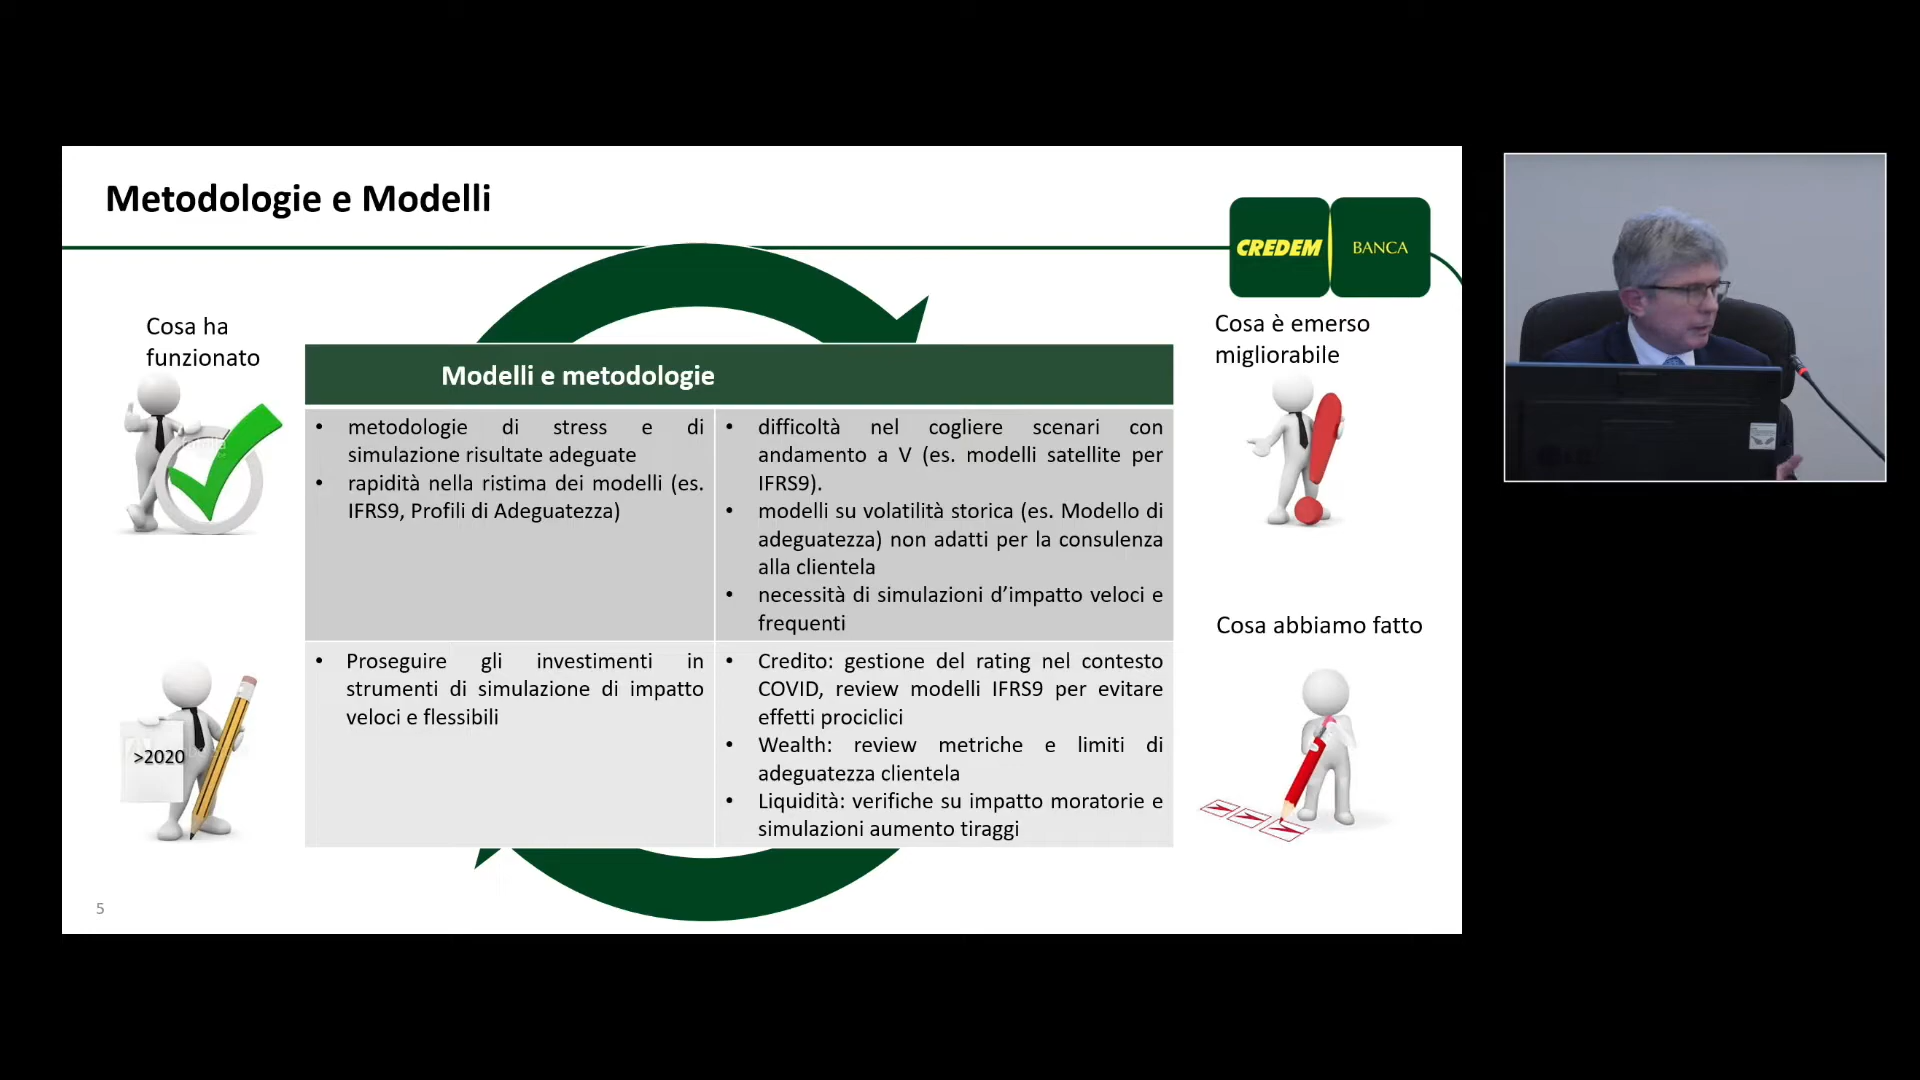 Metodologie e Modelli
CREDEM BANCA
Cosa ha
funzionato
Cosa è emerso
migliorabile
Modelli e metodologie
• metodologie di stress e di
simulazione risultate adeguate
• rapidità nella ristima dei modelli (es.
IFRS9, Profili di Adeguatezza)
• difficoltà nel cogliere scenari con
andamento a V (es. modelli satellite per
IFRS9).
• modelli su volatilità storica (es. Modello di
adeguatezza) non adatti per la consulenza
alla clientela
• necessità di simulazioni d’impatto veloci e
frequenti
Cosa abbiamo fatto
• Proseguire gli investimenti in
strumenti di simulazione di impatto
veloci e flessibili
>2020
• Credito: gestione del rating nel contesto
COVID, review modelli IFRS9 per evitare
effetti prociclici
• Wealth: review metriche e limiti di
adeguatezza clientela
• Liquidità: verifiche su impatto moratorie e
simulazioni aumento tiraggi
5